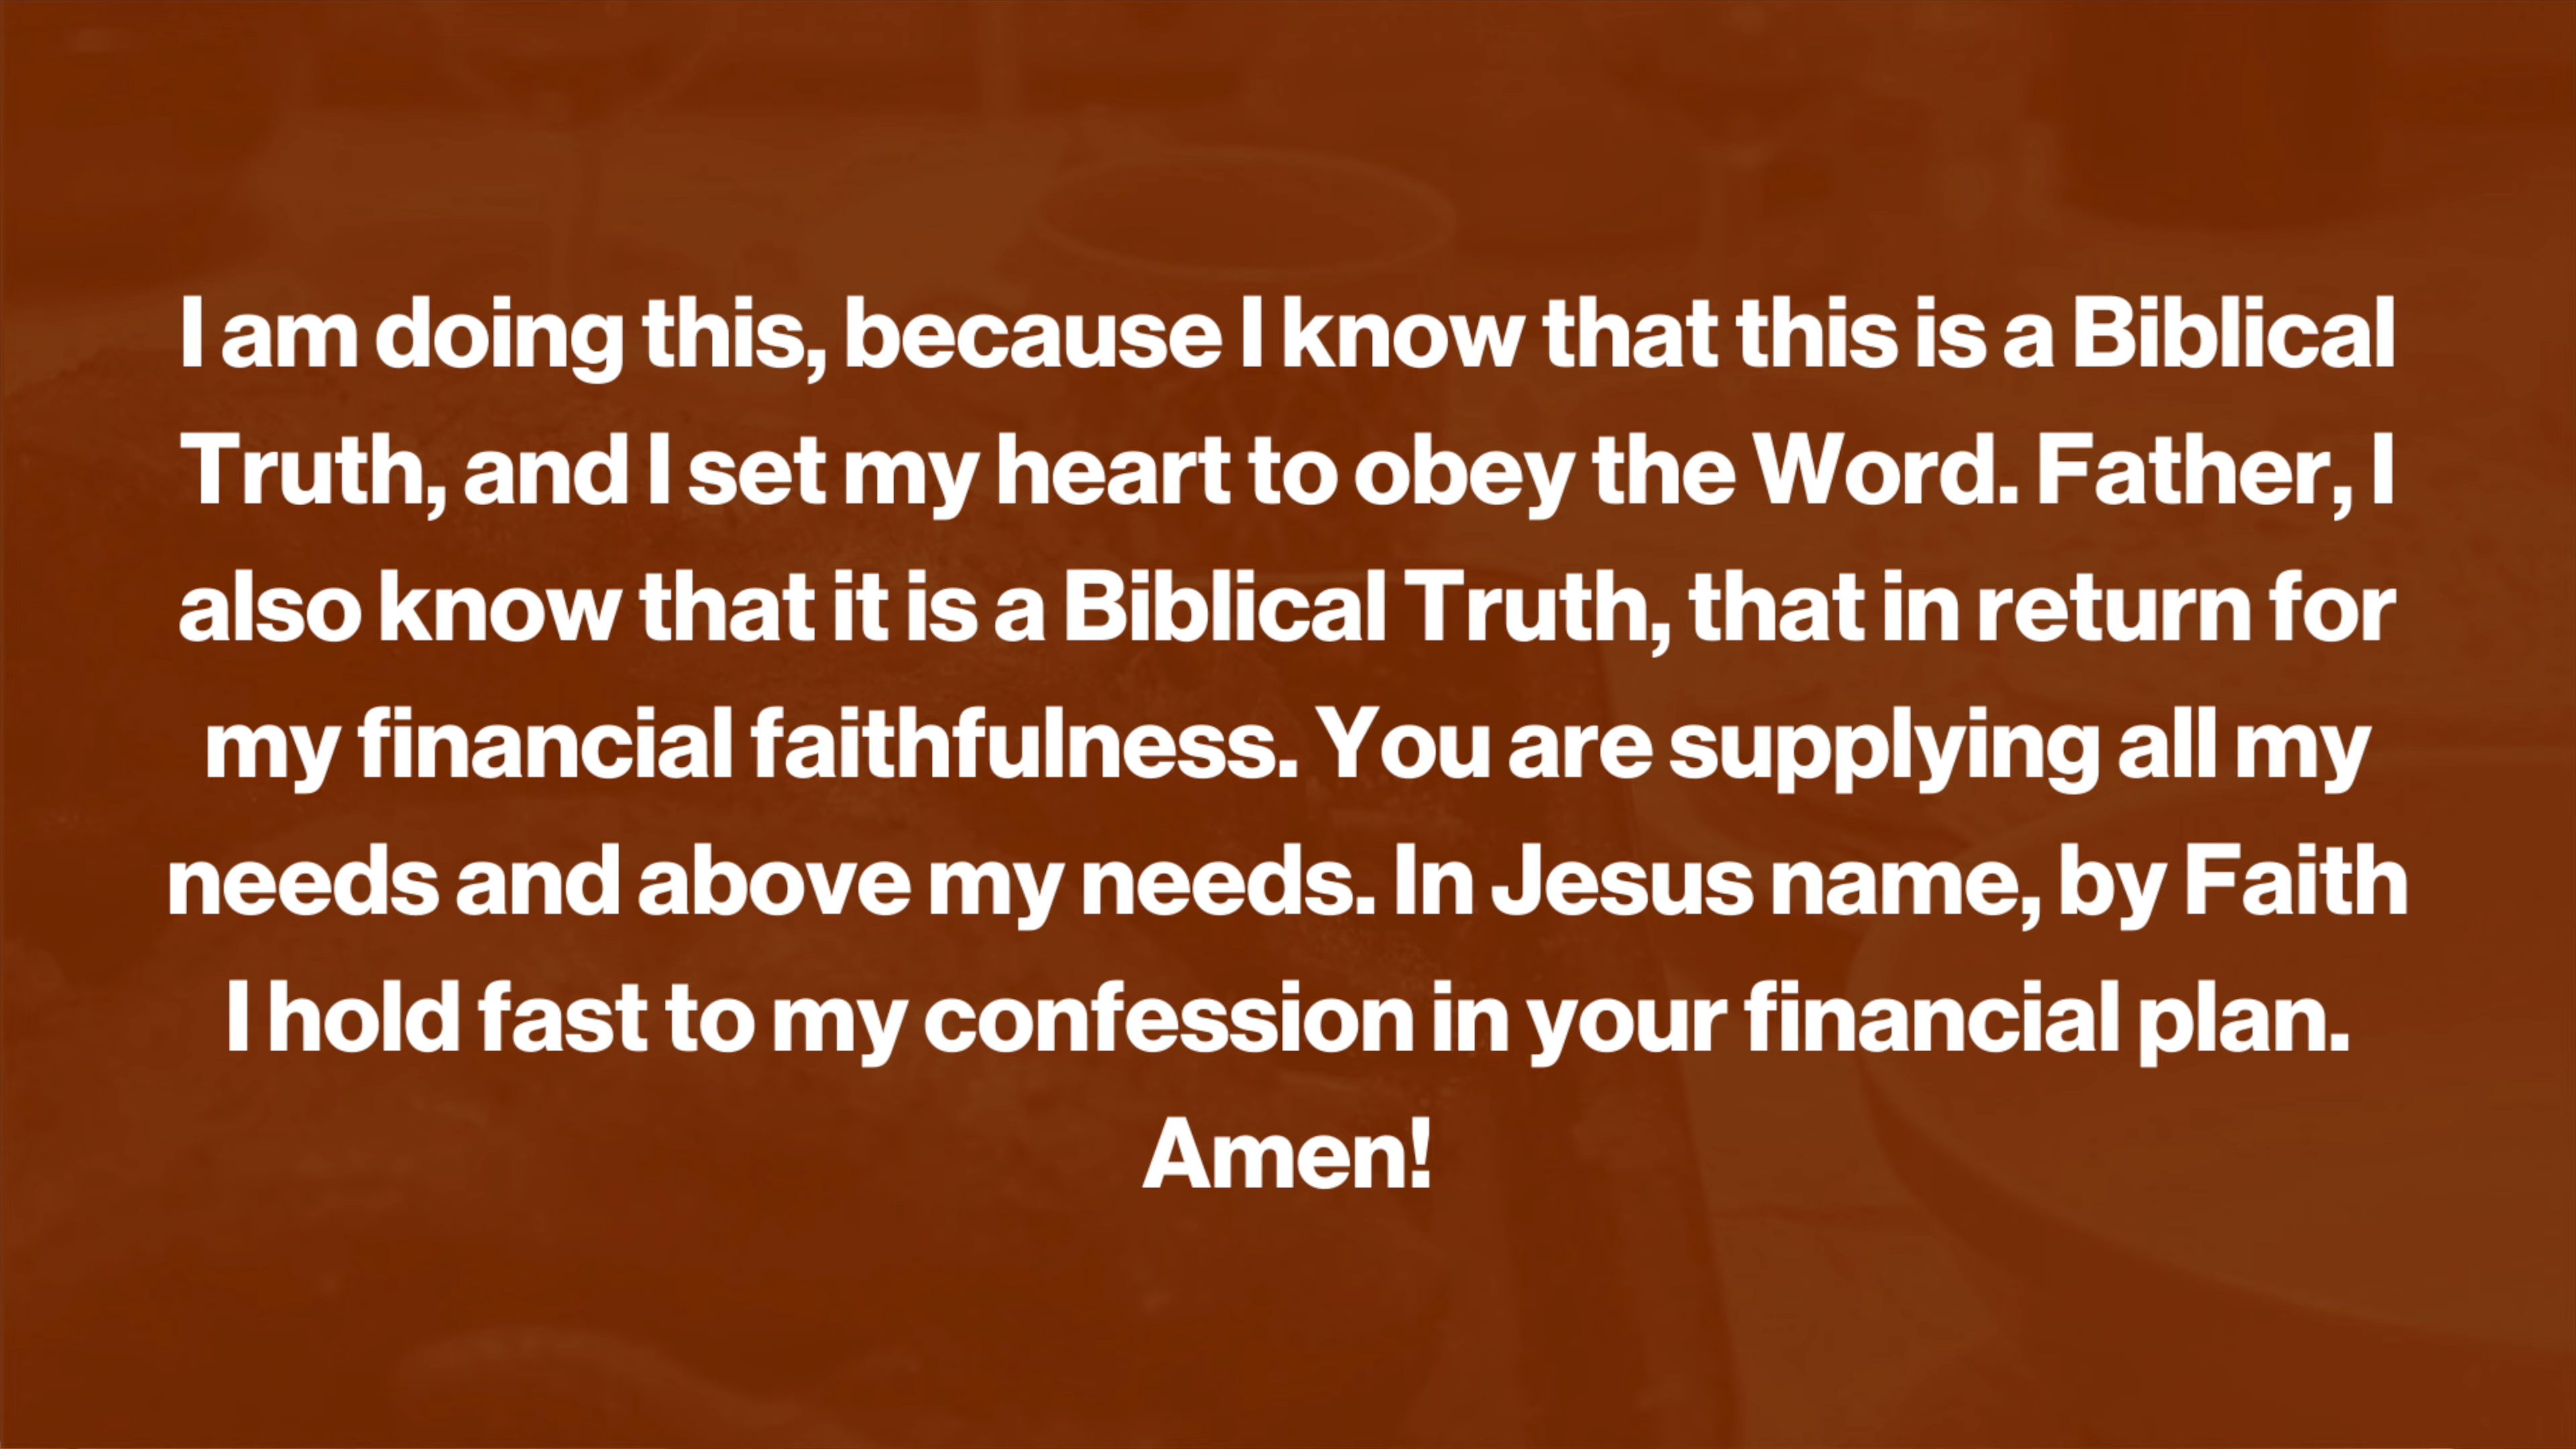 I am doing this, because I know that this is a Biblical
Truth, and I set my heart to obey the Word. Father, I
also know that it is a Biblical Truth, that in return for
my financial faithfulness. You are supplying all my
needs and above my needs. In Jesus name, by Faith
I hold fast to my confession in your financial plan.
Amen!